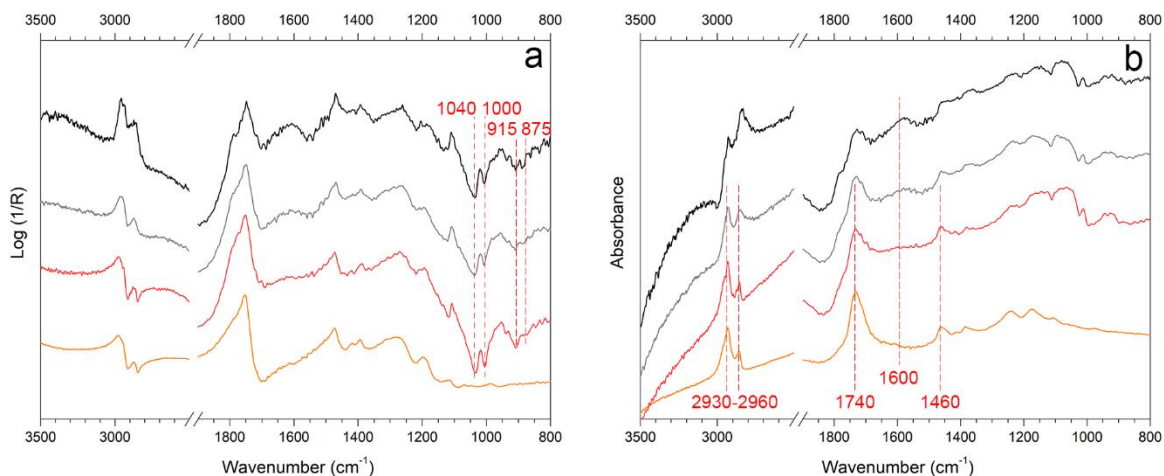 3500 3000 1800 1600 1400 1200 1000 800
a
1040 1000
915 875
Log (1/R)
3500 3000 1800 1600 1400 1200 1000 800
Wavenumber (cm⁻¹)
3500 3000 1800 1600 1400 1200 1000 800
b
Absorbance
1600
2930-2960 1740 1460
3500 3000 1800 1600 1400 1200 1000 800
Wavenumber (cm⁻¹)